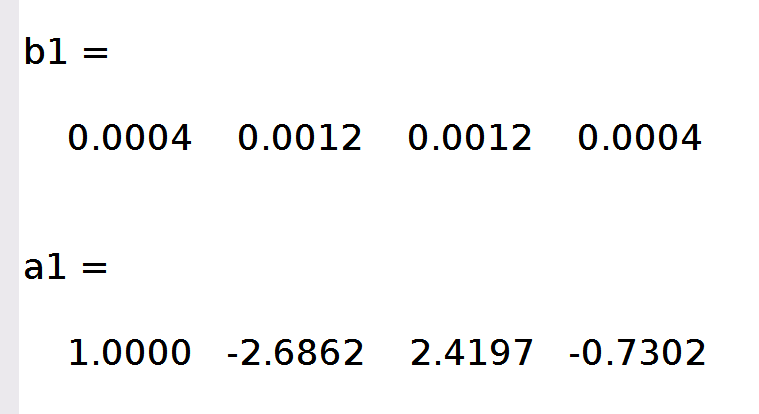 b1 =
0.0004 0.0012 0.0012 0.0004
a1 =
1.0000 -2.6862 2.4197 -0.7302